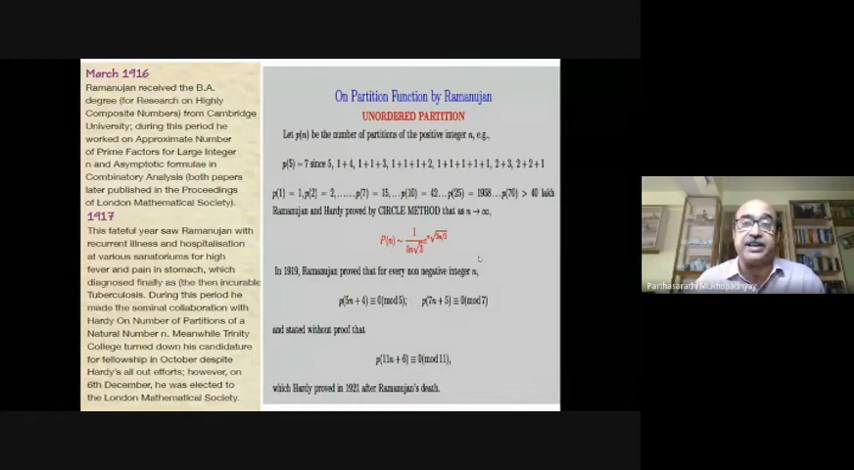 March 1916
Ramanujan received the B.A.
degree (for Research on Highly
Composite Numbers) from Cambridge
University; during this period he
worked on Approximate Number
of Prime Factors for Large Integer
n and Asymptotic formulae in
Combinatory Analysis (both papers
later published in the Proceedings
of London Mathematical Society).
1917
This fateful year saw Ramanujan with
recurrent illness and hospitalisation
at various sanatoriums for high
fever and pain in stomach, which
diagnosed finally as (the then incurable
Tuberculosis. During this period he
made the seminal collaboration with
Hardy On Number of Partitions of a
Natural Number n. Meanwhile Trinity
College turned down his candidature
for fellowship in October despite
Hardy's all out efforts; however, on
6th December, he was elected to
the London Mathematical Society.
On Partition Function by Ramanujan
UNORDERED PARTITION
Let p(n) be the number of partitions of the positive integer n, e.g.,
p(5) = 7 since 5, 1+4, 1+1+3, 1+1+1+2, 1+1+1+1+1, 2+3, 2+2+1
p(1) = 1, p(2) = 2, ......p(7) = 15, ...p(10) = 42...p(25) = 1958...p(70) > 40 lakh
Ramanujan and Hardy proved by CIRCLE METHOD that as n → ∞,
P(n) ∼ 1/(4n√3) e^(π√(2n/3))
In 1919, Ramanujan proved that for every non negative integer n,
p(5n + 4) ≡ 0(mod 5); p(7n + 5) ≡ 0(mod 7)
and stated without proof that
p(11n + 6) ≡ 0(mod 11),
which Hardy proved in 1921 after Ramanujan's death.
Parthasarathi Mukhopadhyay